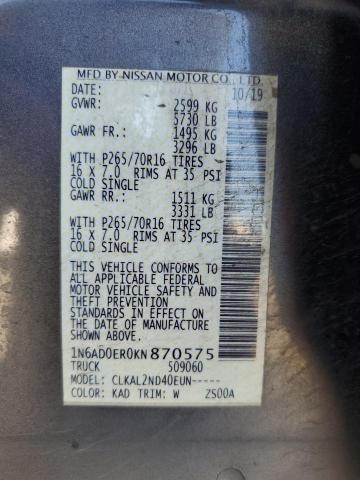 MFD BY NISSAN MOTOR CO., LTD.
DATE: 10/19
GVWR: 2599 KG
5730 LB
GAWR FR.: 1495 KG
3296 LB
WITH P265/70R16 TIRES
16 X 7.0 RIMS AT 35 PSI
COLD SINGLE
GAWR RR.: 1511 KG
3331 LB
WITH P265/70R16 TIRES
16 X 7.0 RIMS AT 35 PSI
COLD SINGLE
THIS VEHICLE CONFORMS TO
ALL APPLICABLE FEDERAL
MOTOR VEHICLE SAFETY AND
THEFT PREVENTION
STANDARDS IN EFFECT ON
THE DATE OF MANUFACTURE
SHOWN ABOVE.
1N6AD0ER0KN870575
TRUCK 509060
MODEL: CLKAL2ND40EUN-----
COLOR: KAD TRIM: W ZS00A